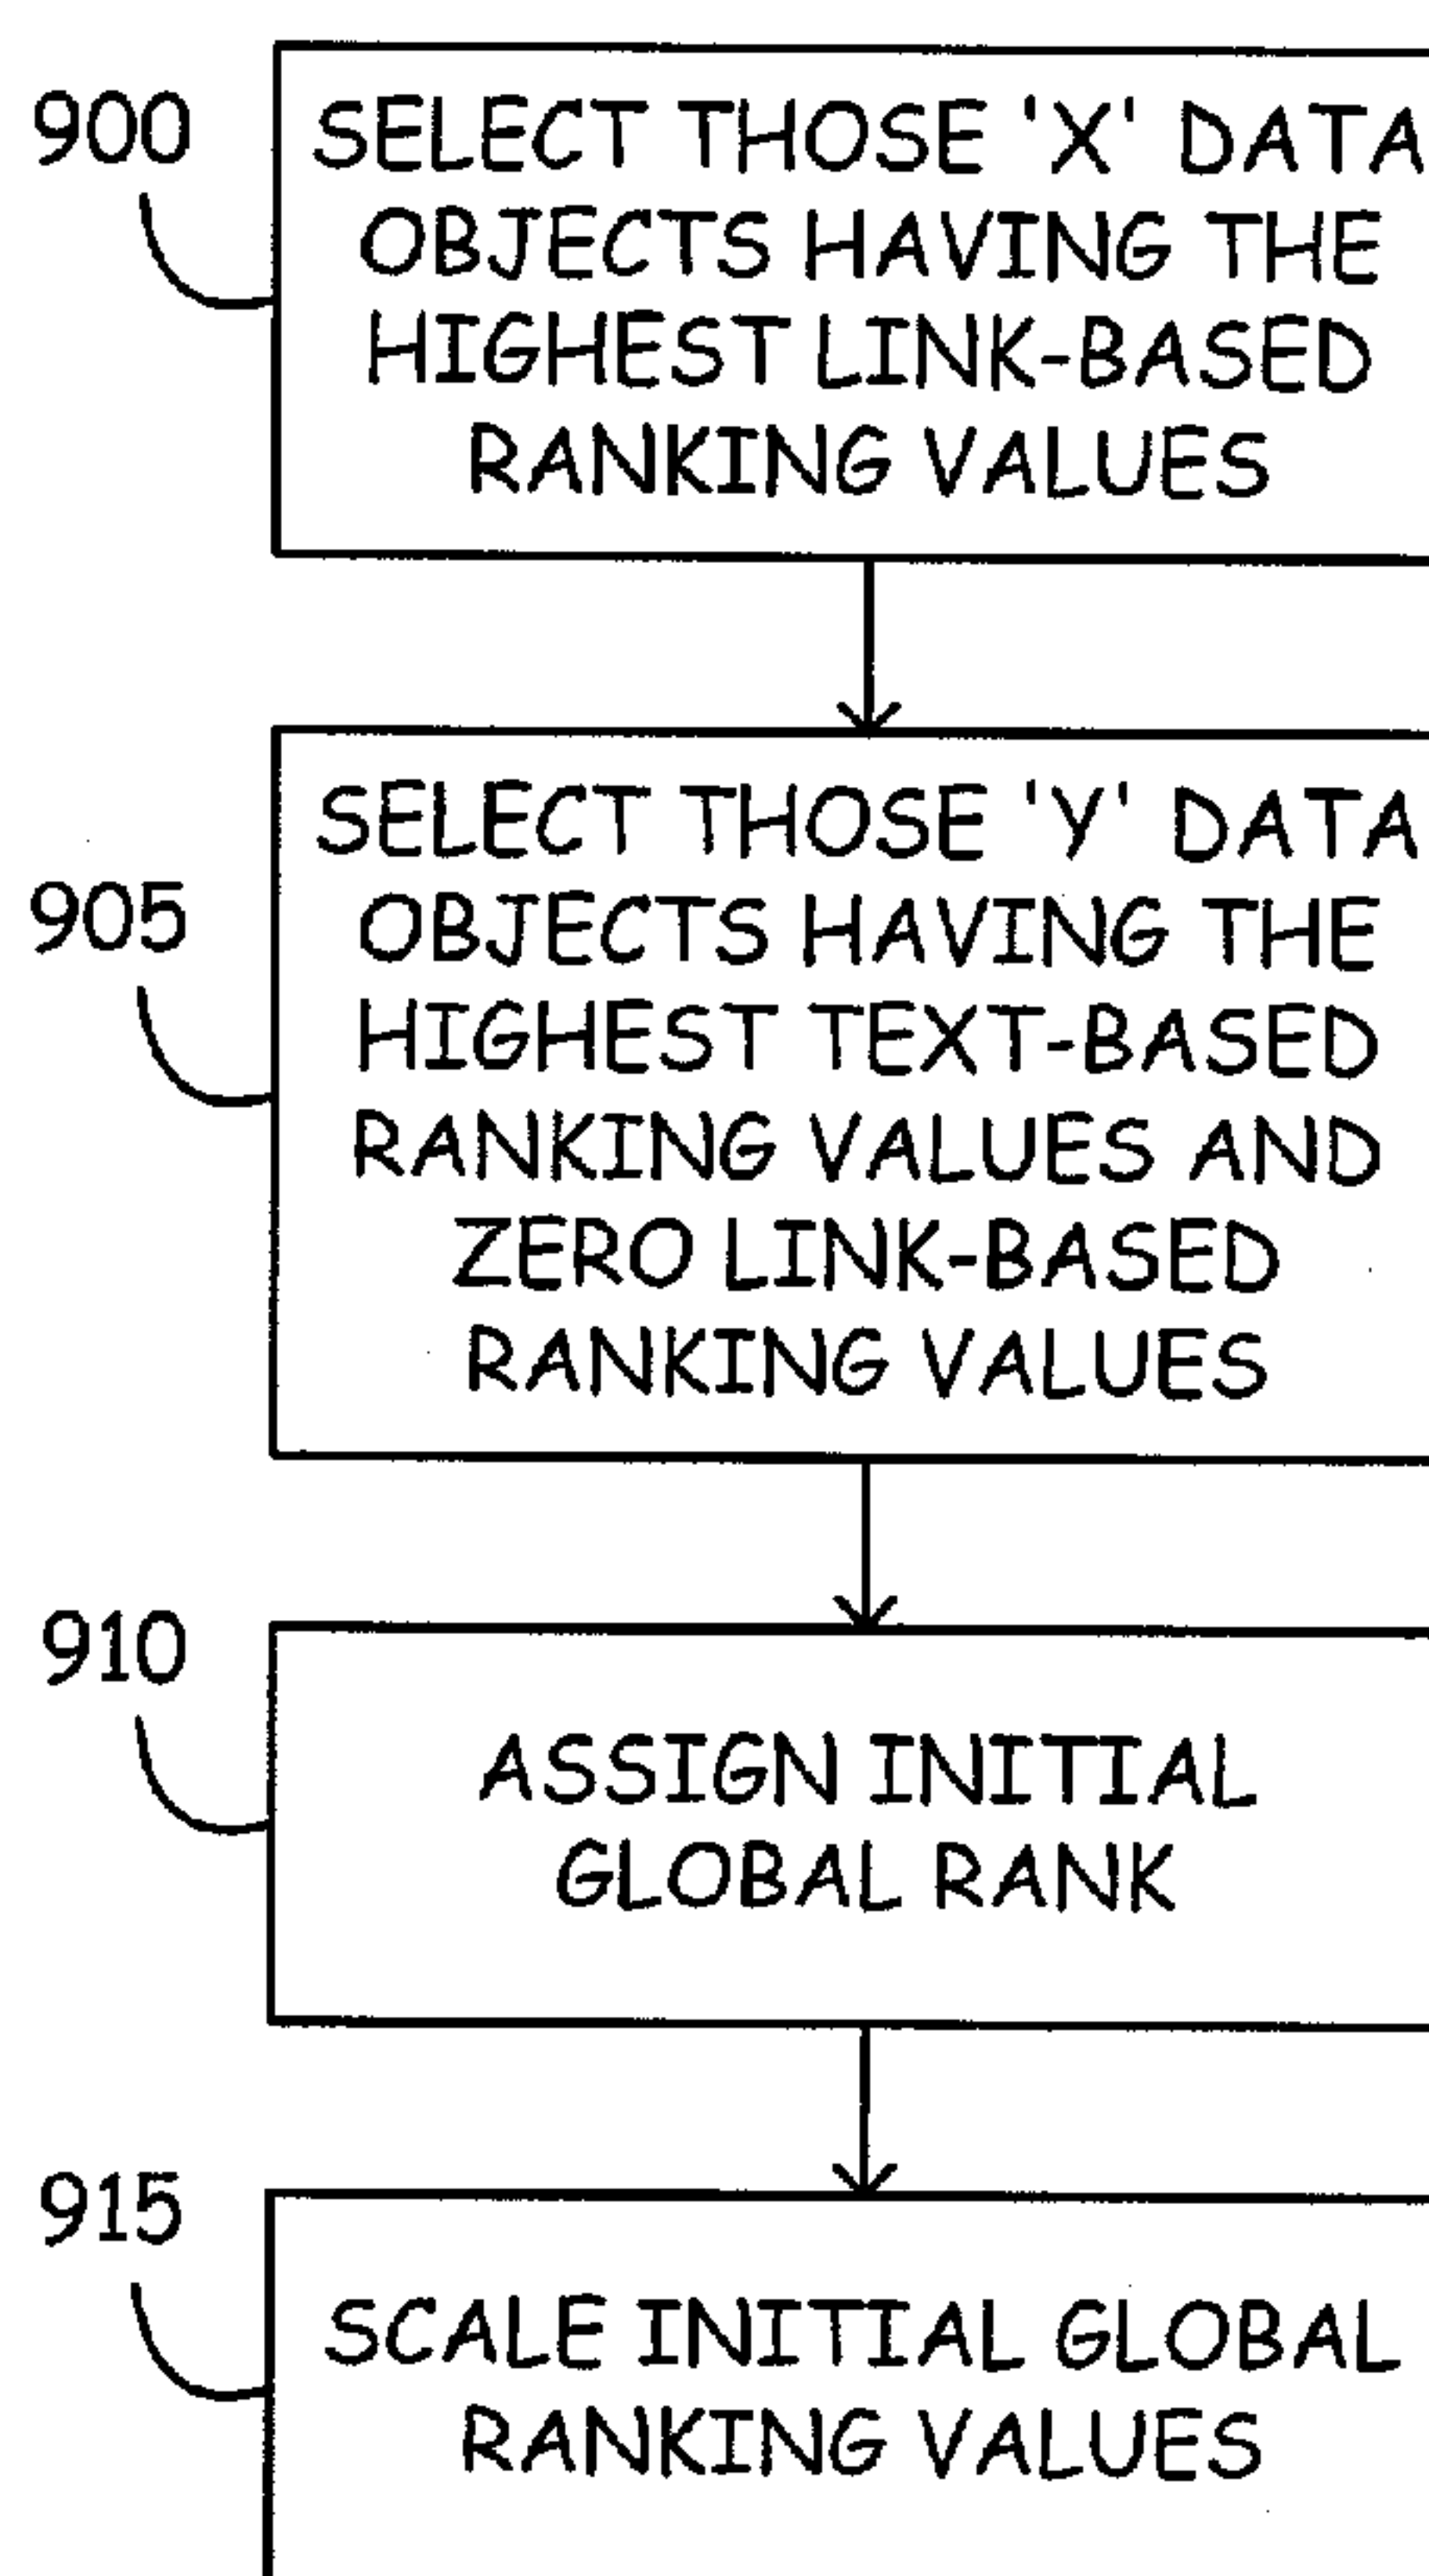 900
SELECT THOSE 'X' DATA
OBJECTS HAVING THE
HIGHEST LINK-BASED
RANKING VALUES
905
SELECT THOSE 'Y' DATA
OBJECTS HAVING THE
HIGHEST TEXT-BASED
RANKING VALUES AND
ZERO LINK-BASED
RANKING VALUES
910
ASSIGN INITIAL
GLOBAL RANK
915
SCALE INITIAL GLOBAL
RANKING VALUES